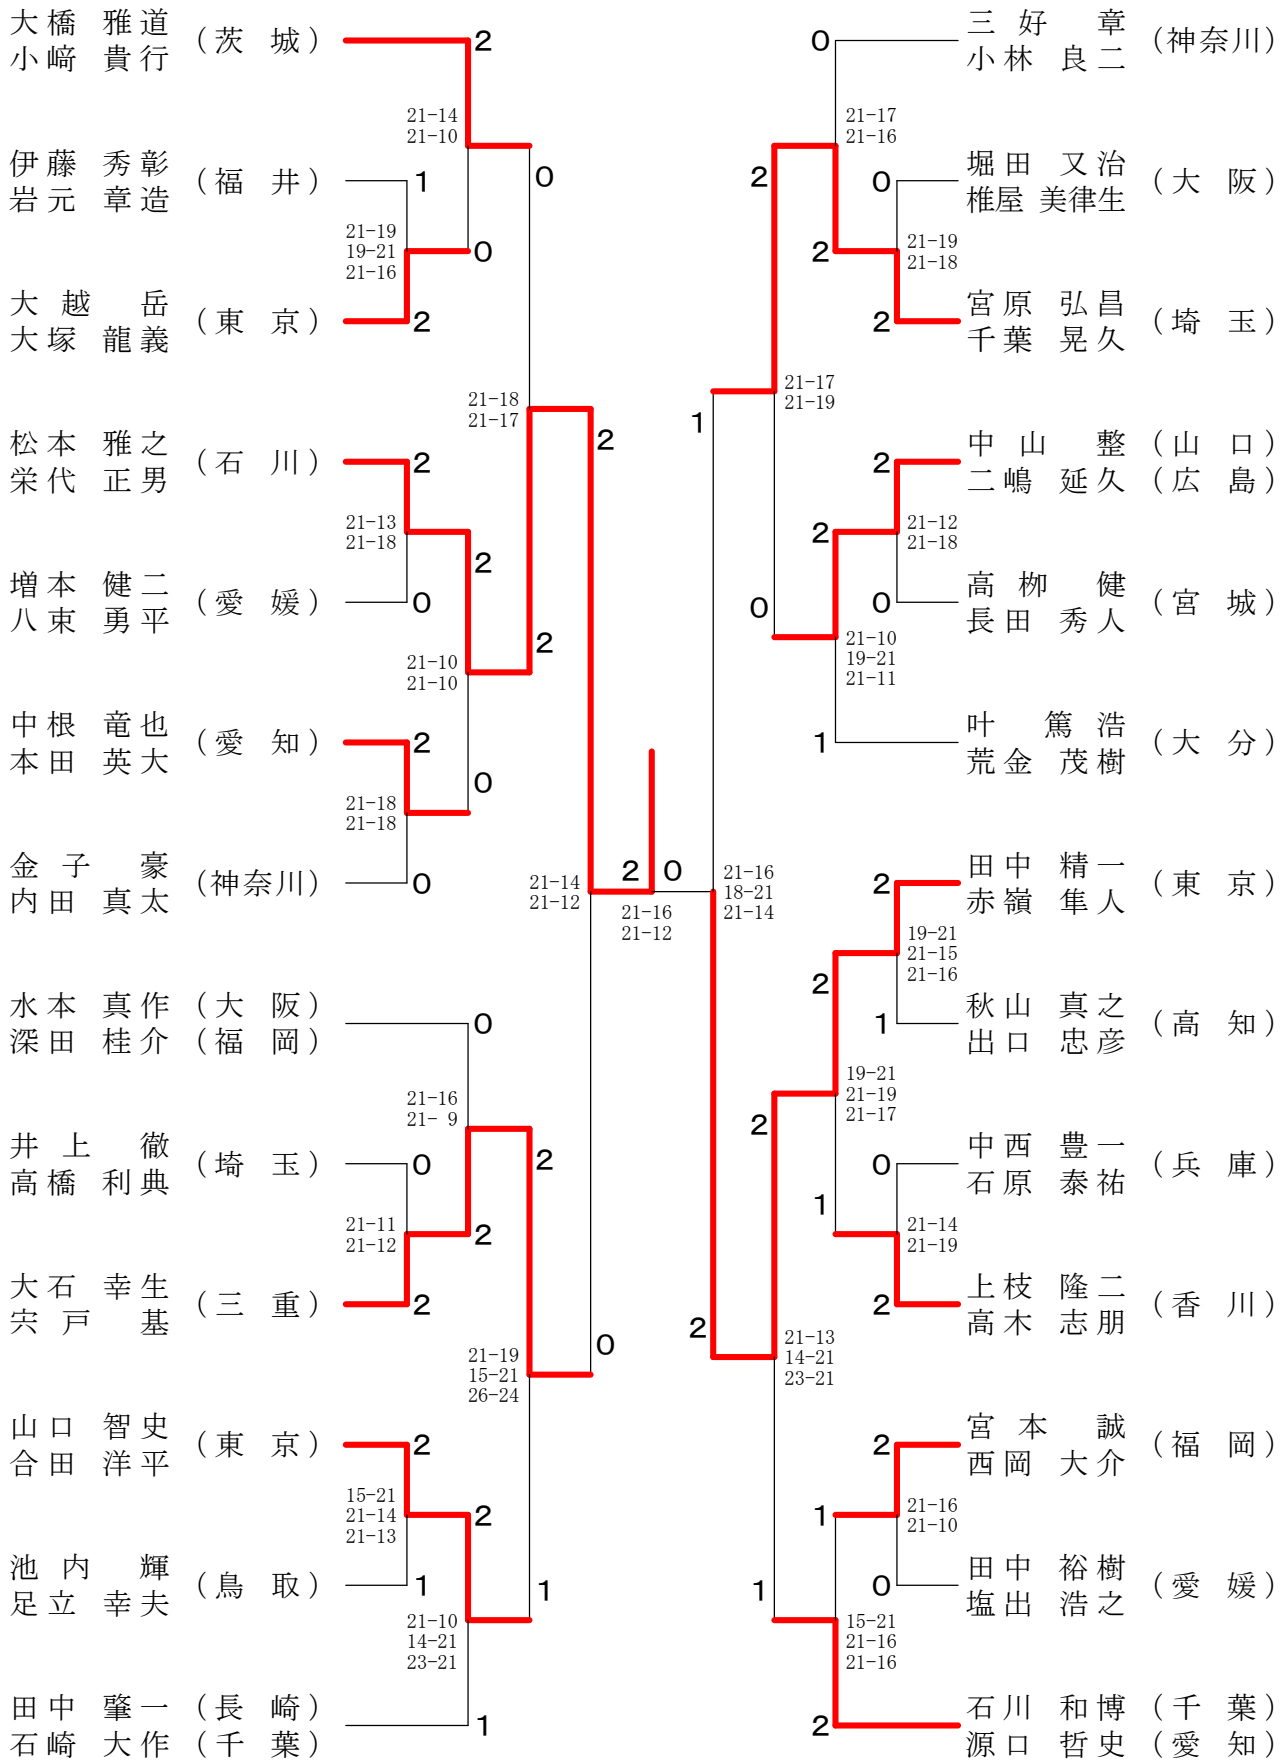 大橋 雅道
小﨑 貴行
(茨 城)
2
21-14
21-10
伊藤 秀彰
岩元 章造
(福 井)
1
0
21-19
19-21
21-16
0
大越 岳
大塚 龍義
(東 京)
2
21-18
21-17
2
松本 雅之
栄代 正男
(石 川)
2
21-13
21-18
2
増本 健二
八束 勇平
(愛 媛)
0
2
21-10
21-10
中根 竜也
本田 英大
(愛 知)
2
0
21-18
21-18
金子 豪
内田 真太
(神奈川)
0
21-14
21-12
2
0
21-16
21-12
水本 真作 (大 阪)
深田 桂介 (福 岡)
0
21-16
21- 9
井上 徹
高橋 利典
(埼 玉)
0
2
21-11
21-12
2
大石 幸生
宍戸 基
(三 重)
2
0
21-19
15-21
26-24
山口 智史
合田 洋平
(東 京)
2
15-21
21-14
21-13
2
池内 輝
足立 幸夫
(鳥 取)
1
1
21-10
14-21
23-21
田中 肇一 (長 崎)
石崎 大作 (千 葉)
1
0
三好 章
小林 良二
(神奈川)
21-17
21-16
2
0
堀田 又治
椎屋 美律生
(大 阪)
2
21-19
21-18
2
宮原 弘昌
千葉 晃久
(埼 玉)
21-17
21-19
1
2
中山 整 (山 口)
二嶋 延久 (広 島)
2
21-12
21-18
0
0
高栁 健
長田 秀人
(宮 城)
21-10
19-21
21-11
1
叶 篤浩
荒金 茂樹
(大 分)
21-16
18-21
21-14
2
田中 精一
赤嶺 隼人
(東 京)
19-21
21-15
21-16
2
1
秋山 真之
出口 忠彦
(高 知)
19-21
21-19
21-17
2
0
中西 豊一
石原 泰祐
(兵 庫)
1
21-14
21-19
2
上枝 隆二
高木 志朋
(香 川)
2
21-13
14-21
23-21
2
宮本 誠
西岡 大介
(福 岡)
1
21-16
21-10
1
0
田中 裕樹
塩出 浩之
(愛 媛)
15-21
21-16
21-16
2
石川 和博 (千 葉)
源口 哲史 (愛 知)